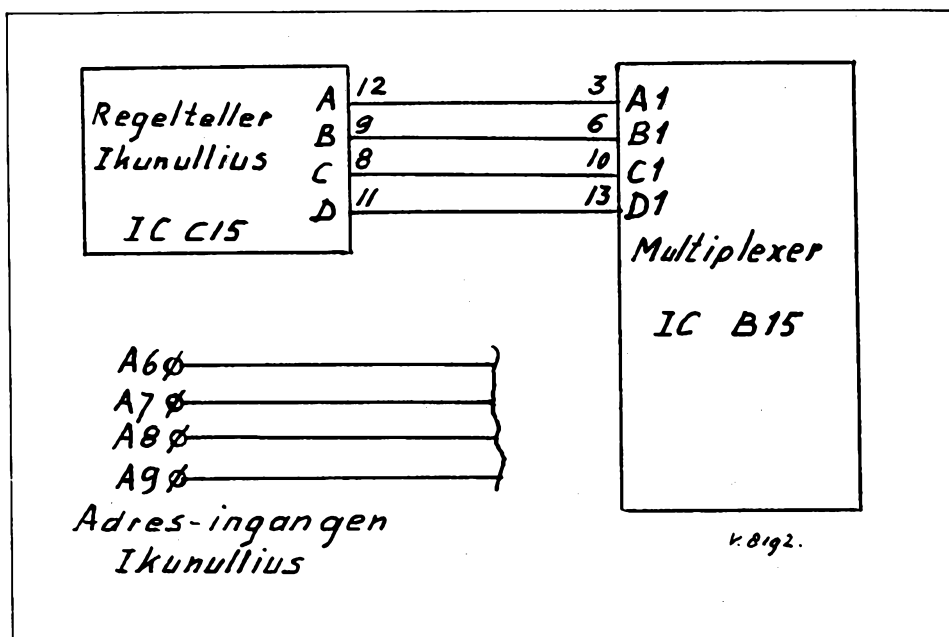 Regelteller
Ikunullius
IC C15
A 12
B 9
C 8
D 11
3 A1
6 B1
10 C1
13 D1
Multiplexer
IC B15
A6
A7
A8
A9
Adres-ingangen
Ikunullius